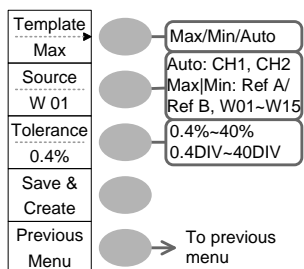 Template
Max
Max/Min/Auto
Source
W 01
Auto: CH1, CH2
Max|Min: Ref A/
Ref B, W01~W15
Tolerance
0.4%
0.4%~40%
0.4DIV~40DIV
Save &
Create
Previous
Menu
To previous
menu